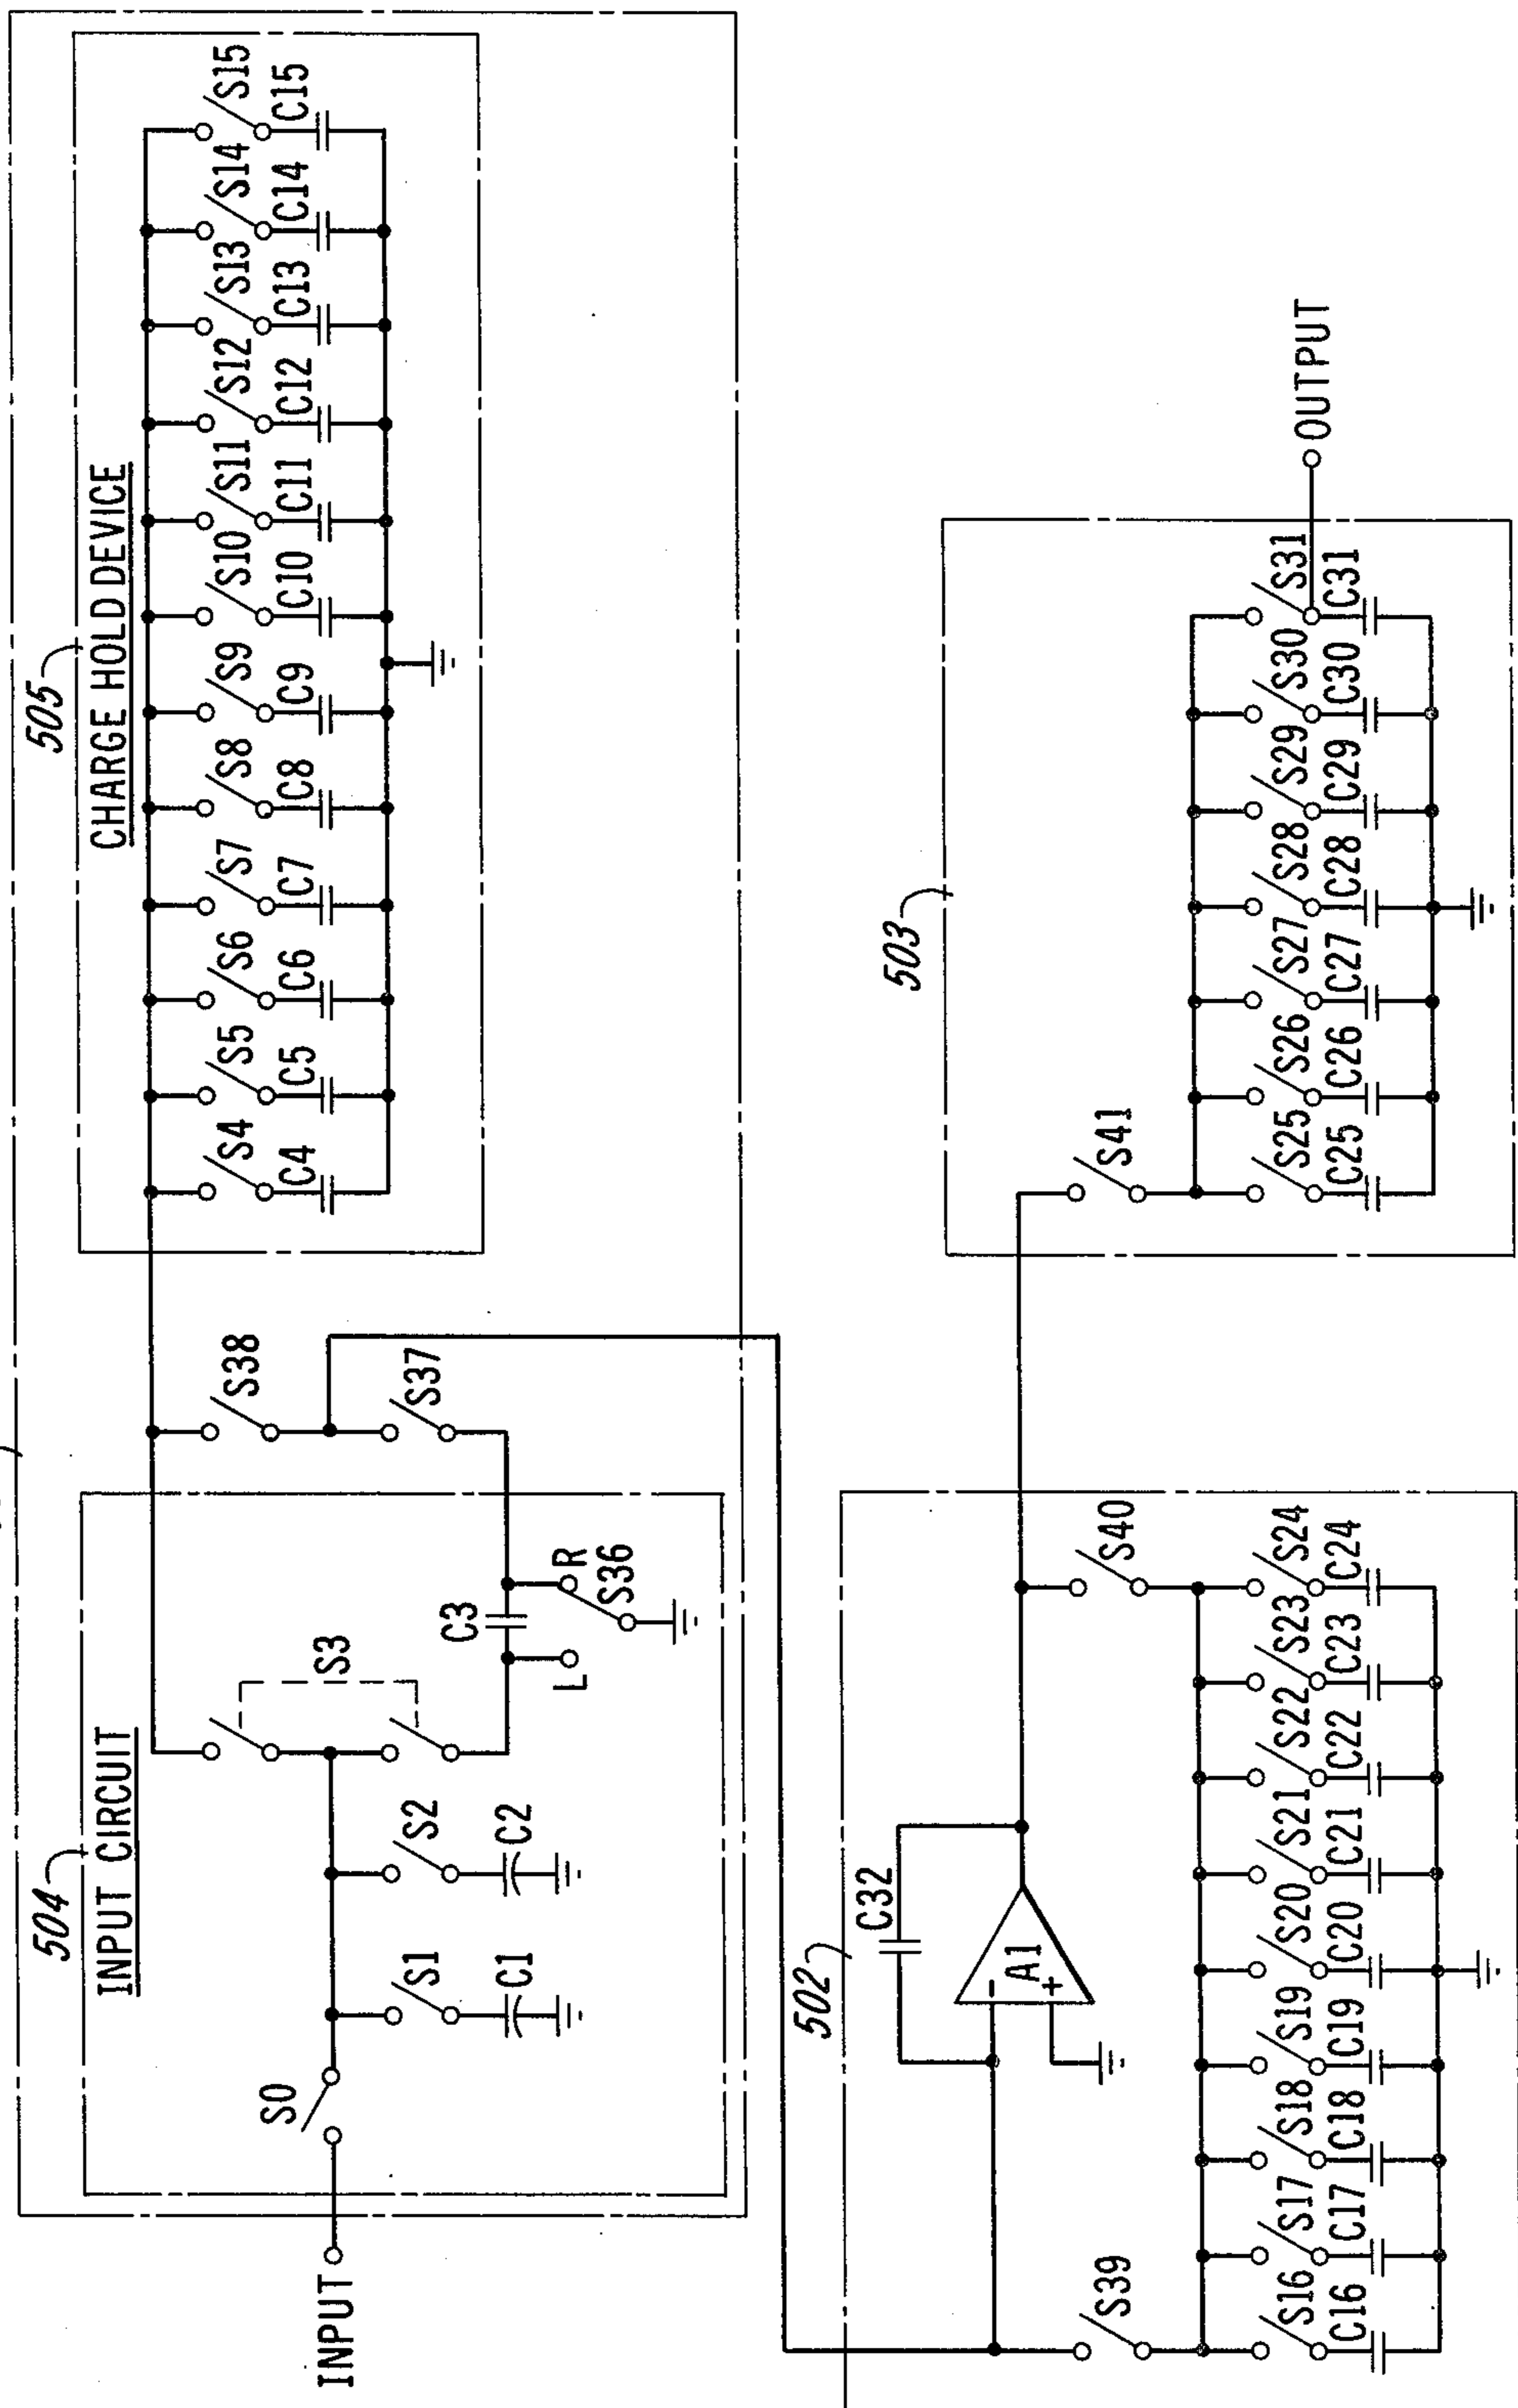 505
CHARGE HOLD DEVICE
S4 S5 S6 S7 S8 S9 S10 S11 S12 S13 S14 S15
C4 C5 C6 C7 C8 C9 C10 C11 C12 C13 C14 C15
504
INPUT CIRCUIT
INPUT
S0
S1
C1
S2
C2
S3
C3
L
R
S36
S38
S37
502
C32
-
A1
+
S39
S40
S16 S17 S18 S19 S20 S21 S22 S23 S24
C16 C17 C18 C19 C20 C21 C22 C23 C24
503
S41
S25 S26 S27 S28 S29 S30 S31
C25 C26 C27 C28 C29 C30 C31
OUTPUT